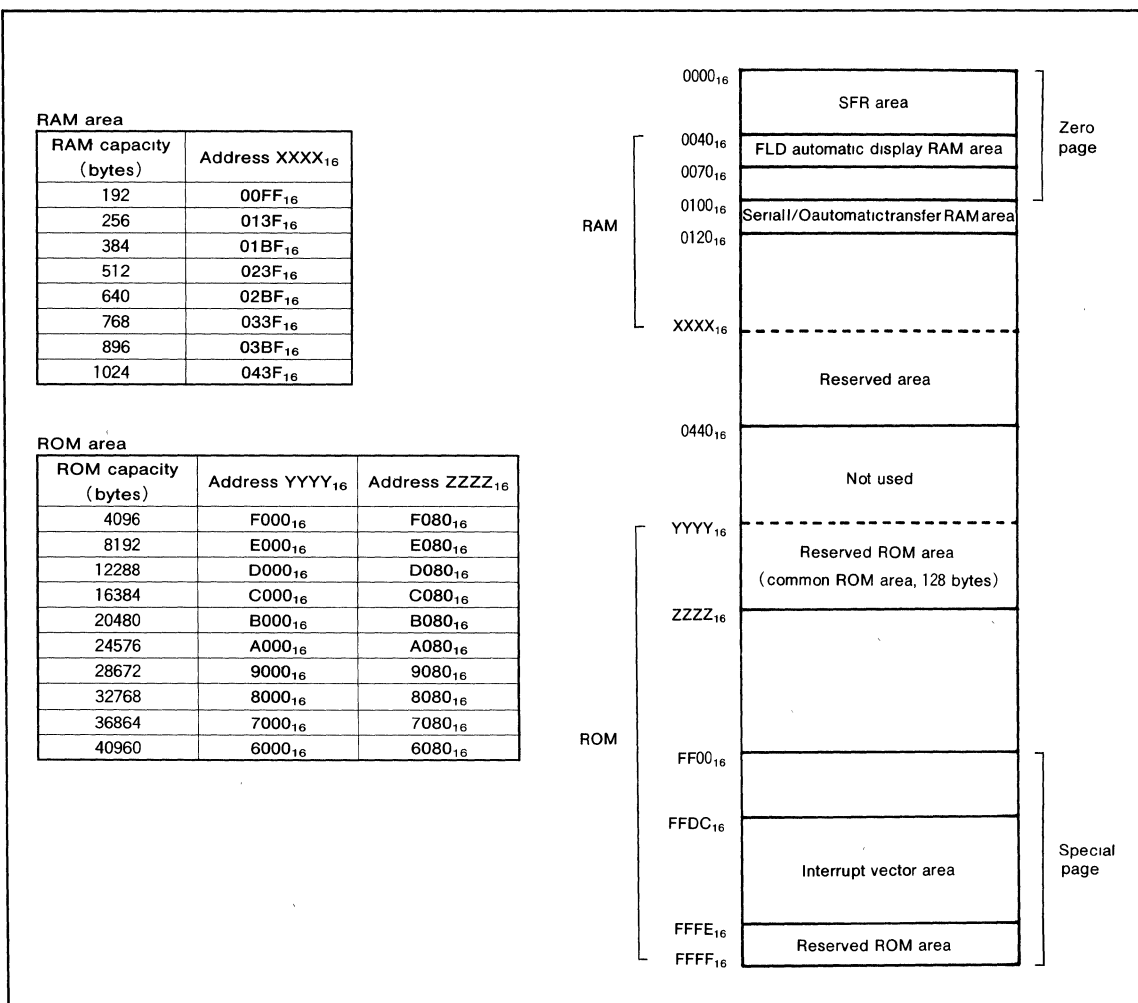 RAM area
RAM capacity (bytes) Address XXXX₁₆
192 00FF₁₆
256 013F₁₆
384 01BF₁₆
512 023F₁₆
640 02BF₁₆
768 033F₁₆
896 03BF₁₆
1024 043F₁₆
ROM area
ROM capacity (bytes) Address YYYY₁₆ Address ZZZZ₁₆
4096 F000₁₆ F080₁₆
8192 E000₁₆ E080₁₆
12288 D000₁₆ D080₁₆
16384 C000₁₆ C080₁₆
20480 B000₁₆ B080₁₆
24576 A000₁₆ A080₁₆
28672 9000₁₆ 9080₁₆
32768 8000₁₆ 8080₁₆
36864 7000₁₆ 7080₁₆
40960 6000₁₆ 6080₁₆
0000₁₆
SFR area
Zero
page
0040₁₆
FLD automatic display RAM area
0070₁₆
0100₁₆
Serial I/O automatic transfer RAM area
RAM
0120₁₆
XXXX₁₆
Reserved area
0440₁₆
Not used
YYYY₁₆
Reserved ROM area
(common ROM area, 128 bytes)
ZZZZ₁₆
ROM
FF00₁₆
FFDC₁₆
Interrupt vector area
Special
page
FFFE₁₆
Reserved ROM area
FFFF₁₆